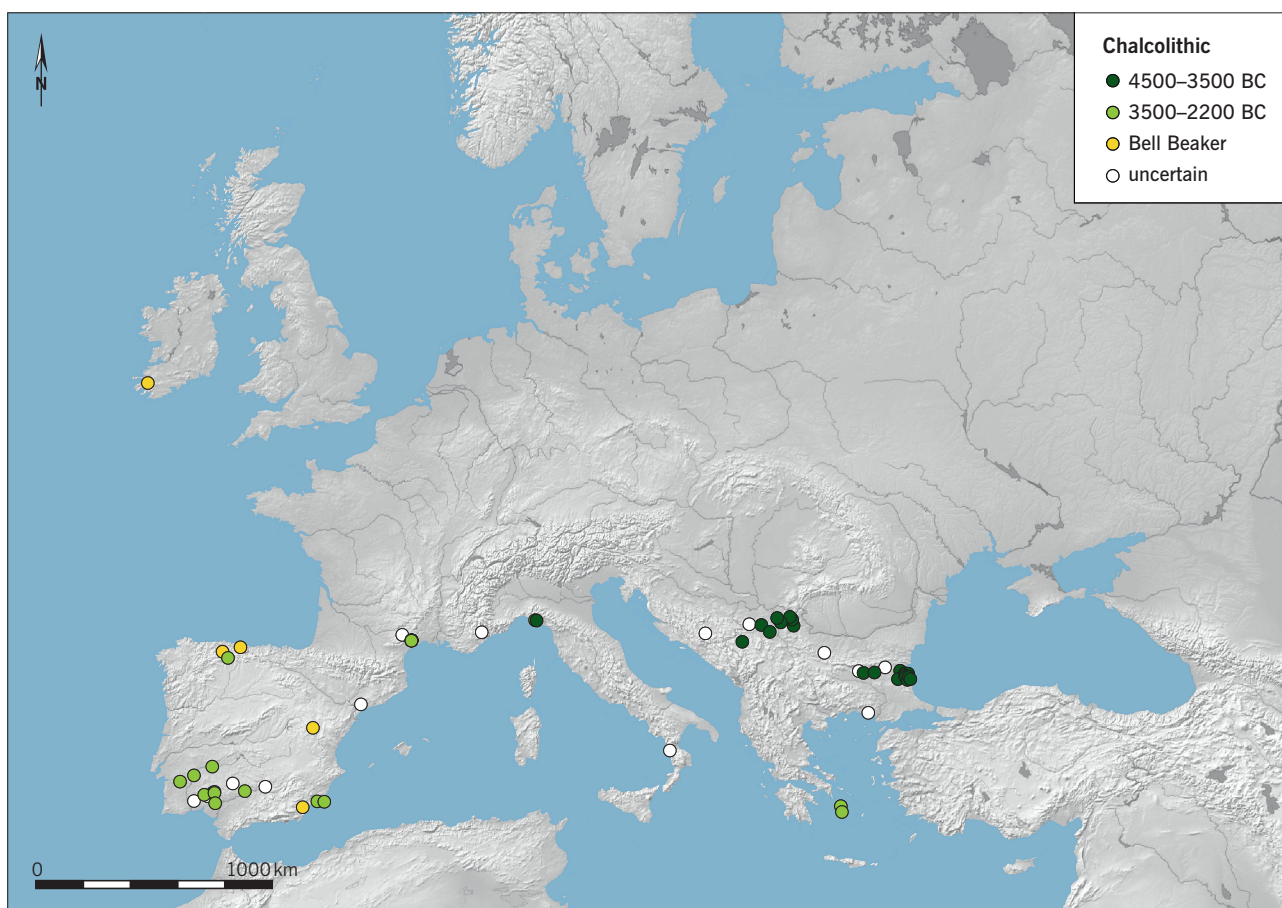 N
Chalcolithic
4500–3500 BC
3500–2200 BC
Bell Beaker
uncertain
0 1000 km